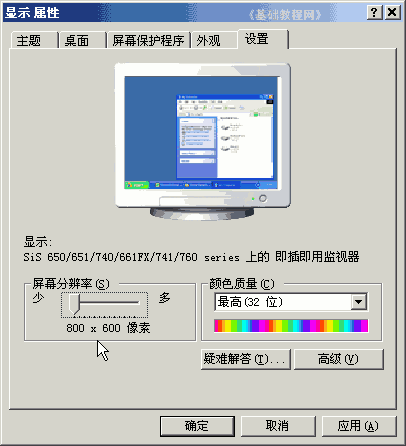 显示 属性
《基础教程网》
主题 桌面 屏幕保护程序 外观 设置
显示:
SiS 650/651/740/661FX/741/760 series 上的 即插即用监视器
屏幕分辨率(S)
少 多
800 x 600 像素
颜色质量(C)
最高(32 位)
疑难解答(T)... 高级(V)
确定 取消 应用(A)